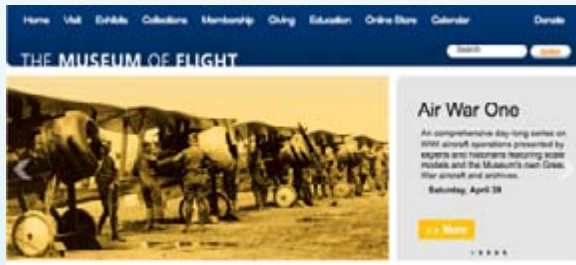 Home Visit Exhibits Collections Membership Giving Education Online Store Calendar Donate
Search
THE MUSEUM OF FLIGHT
Air War One
An comprehensive day-long series on
WWI aircraft operations presented by
experts and historians featuring scale
models and the Museum's own Great
War aircraft and archives.
Saturday, April 28
>> More